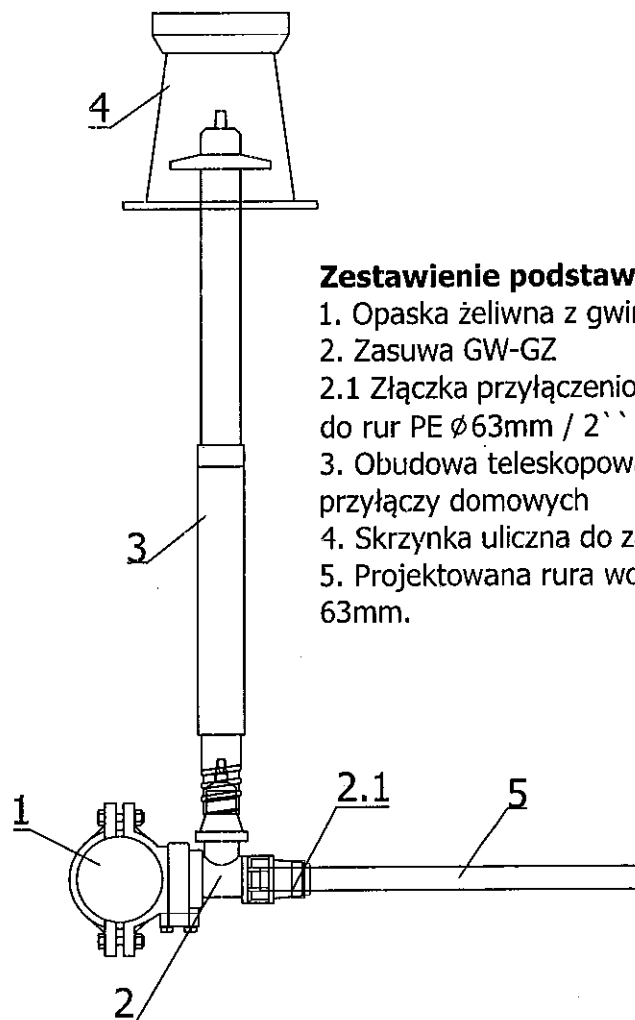 4
Zestawienie podstaw
1. Opaska żeliwna z gwin
2. Zasuwa GW-GZ
2.1 Złączka przyłączenio
do rur PE ⌀63mm / 2``
3. Obudowa teleskopowa
przyłączy domowych
4. Skrzynka uliczna do z
5. Projektowana rura wo
63mm.
3
1
2.1
5
2